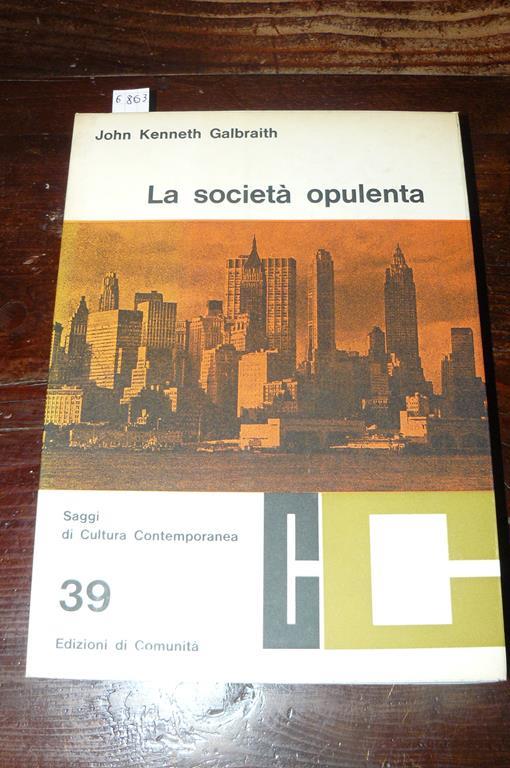 6 863
John Kenneth Galbraith
La società opulenta
Saggi
di Cultura Contemporanea
39
Edizioni di Comunità